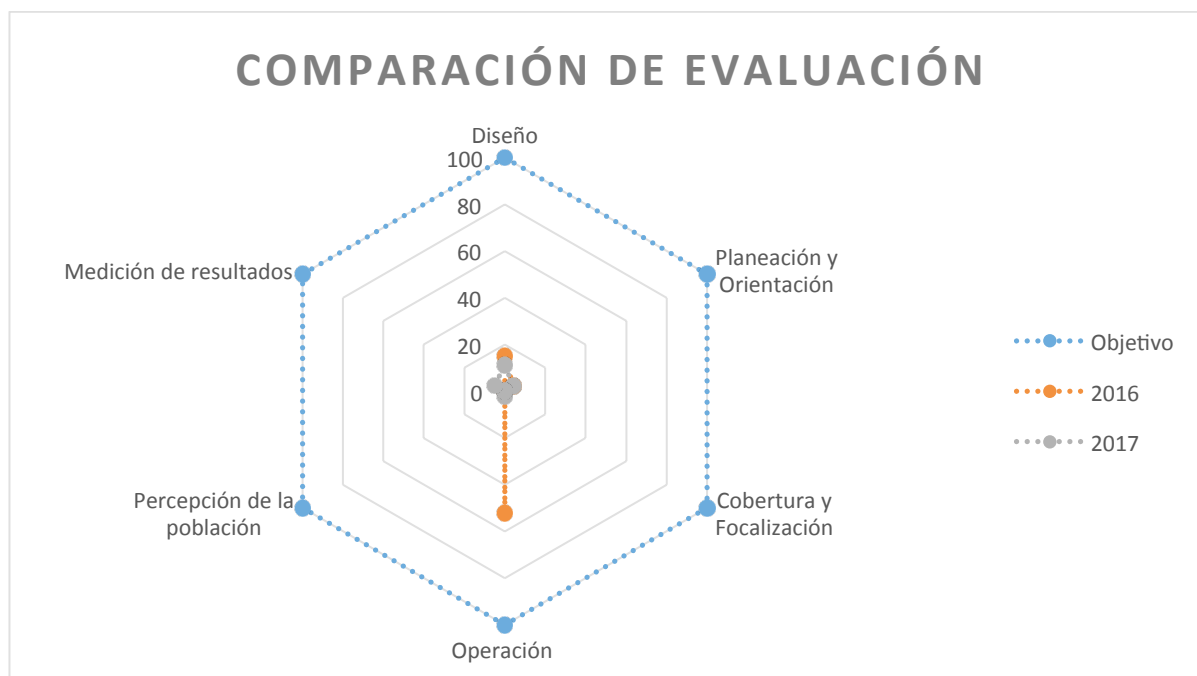 COMPARACIÓN DE EVALUACIÓN
Diseño
100
80
60
40
20
0
Planeación y
Orientación
Cobertura y
Focalización
Operación
Percepción de la
población
Medición de resultados
Objetivo
2016
2017